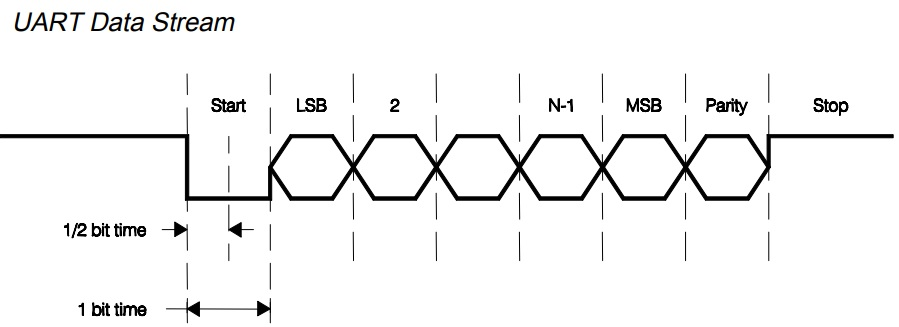 UART Data Stream
Start LSB 2 N-1 MSB Parity Stop
1/2 bit time
1 bit time